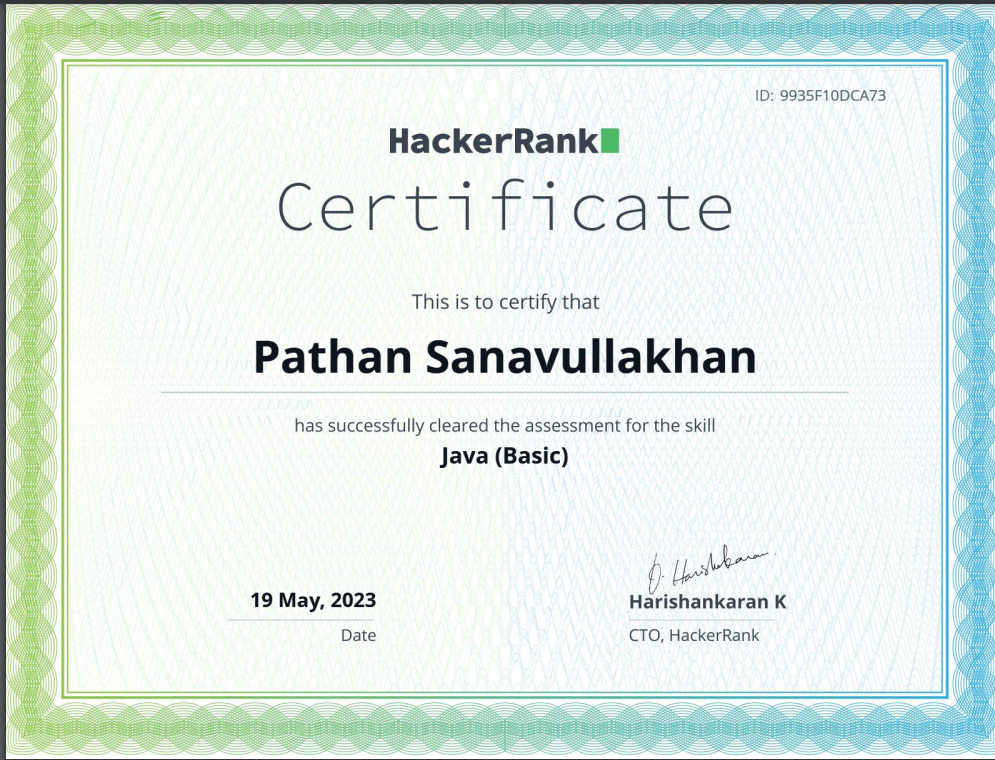 ID: 9935F10DCA73
HackerRank
Certificate
This is to certify that
Pathan Sanavullakhan
has successfully cleared the assessment for the skill
Java (Basic)
19 May, 2023
Date
Harishankaran K
CTO, HackerRank